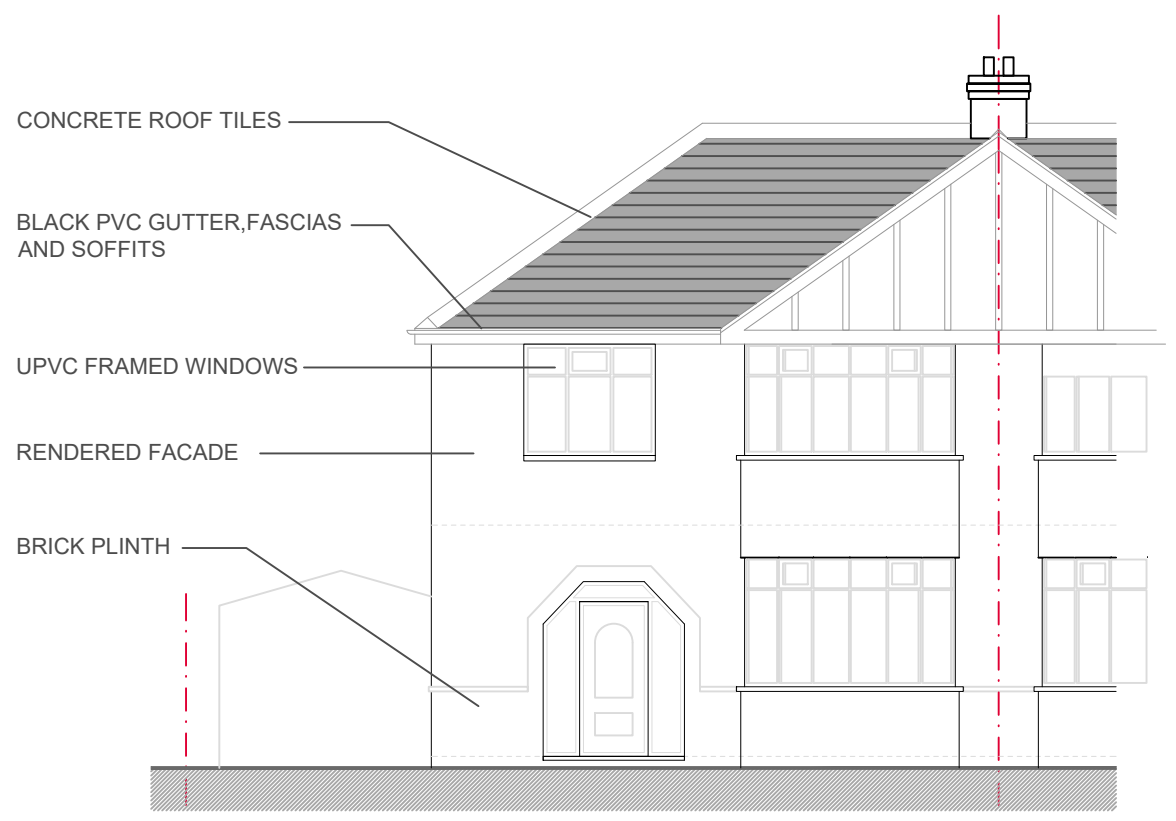 CONCRETE ROOF TILES
BLACK PVC GUTTER,FASCIAS
AND SOFFITS
UPVC FRAMED WINDOWS
RENDERED FACADE
BRICK PLINTH